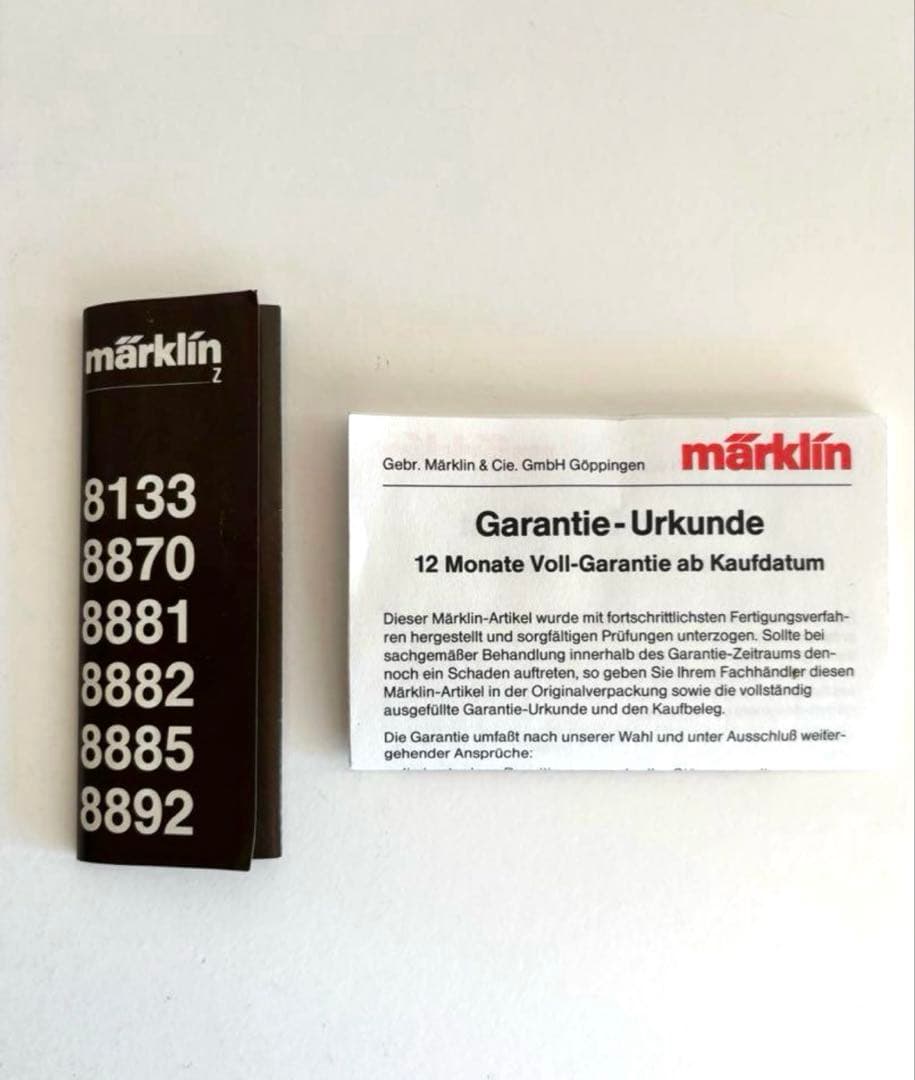 märklin
Z
8133
8870
8881
8882
8885
8892
Gebr. Märklin & Cie. GmbH Göppingen
märklin
Garantie-Urkunde
12 Monate Voll-Garantie ab Kaufdatum
Dieser Märklin-Artikel wurde mit fortschrittlichsten Fertigungsverfah-
ren hergestellt und sorgfältigen Prüfungen unterzogen. Sollte bei
sachgemäßer Behandlung innerhalb des Garantie-Zeitraums den-
noch ein Schaden auftreten, so geben Sie Ihrem Fachhändler diesen
Märklin-Artikel in der Originalverpackung sowie die vollständig
ausgefüllte Garantie-Urkunde und den Kaufbeleg.
Die Garantie umfaßt nach unserer Wahl und unter Ausschluß weiter-
gehender Ansprüche: